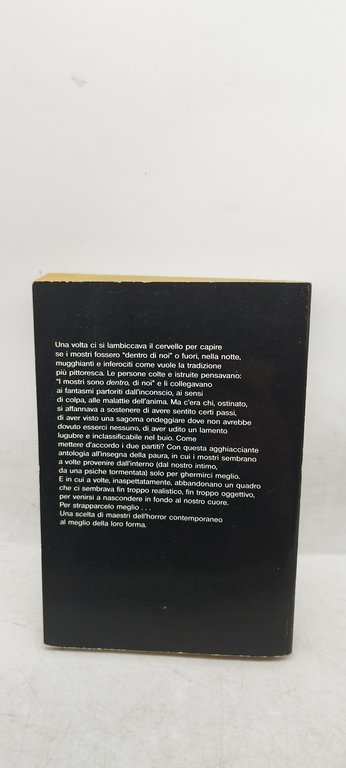 Una volta ci si lambiccava il cervello per capire
se i mostri fossero "dentro di noi" o fuori, nella notte,
mugghianti e inferociti come vuole la tradizione
più pittoresca. Le persone colte e istruite pensavano:
"I mostri sono dentro, di noi" e li collegavano
ai fantasmi partoriti dall'inconscio, ai sensi
di colpa, alle malattie dell'anima. Ma c'era chi, ostinato,
si affannava a sostenere di avere sentito certi passi,
di aver visto una sagoma ondeggiare dove non avrebbe
dovuto esserci nessuno, di aver udito un lamento
lugubre e inclassificabile nel buio. Come
mettere d'accordo i due partiti? Con questa agghiacciante
antologia all'insegna della paura, in cui i mostri sembrano
a volte provenire dall'interno (dal nostro intimo,
da una psiche tormentata) solo per ghermirci meglio.
E in cui a volte, inaspettatamente, abbandonano un quadro
che ci sembrava fin troppo realistico, fin troppo oggettivo,
per venirsi a nascondere in fondo al nostro cuore.
Per strapparcelo meglio . . .
Una scelta di maestri dell'horror contemporaneo
al meglio della loro forma.